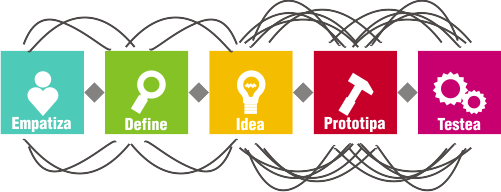 Empatiza
Define
Idea
Prototipa
Testea